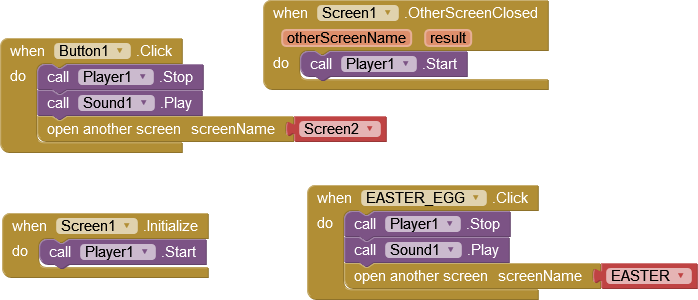 when Button1 .Click
do call Player1 .Stop
call Sound1 .Play
open another screen screenName Screen2
when Screen1 .OtherScreenClosed
otherScreenName result
do call Player1 .Start
when Screen1 .Initialize
do call Player1 .Start
when EASTER_EGG .Click
do call Player1 .Stop
call Sound1 .Play
open another screen screenName EASTER